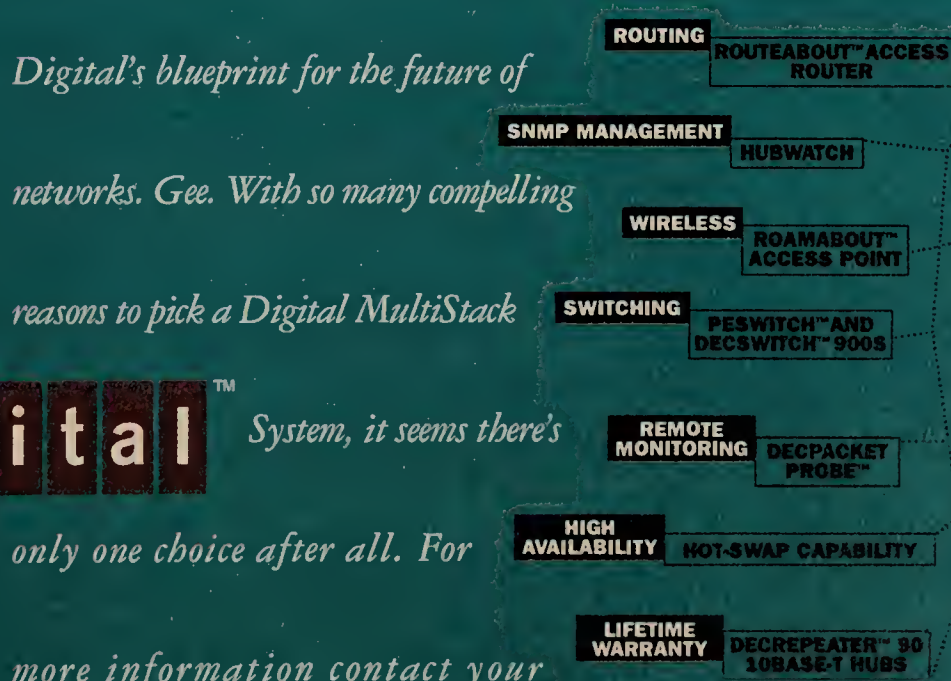 Digital's blueprint for the future of
networks. Gee. With so many compelling
reasons to pick a Digital MultiStack
ital™ System, it seems there's
only one choice after all. For
more information contact your
ROUTING
ROUTEABOUT™ ACCESS
ROUTER
SNMP MANAGEMENT
HUBWATCH
WIRELESS
ROAMABOUT™
ACCESS POINT
SWITCHING
PESWITCH™ AND
DECSWITCH™ 900S
REMOTE
MONITORING
DECPACKET
PROBE™
HIGH
AVAILABILITY
HOT-SWAP CAPABILITY
LIFETIME
WARRANTY
DECREPEATER™ 90
10BASE-T HUBS